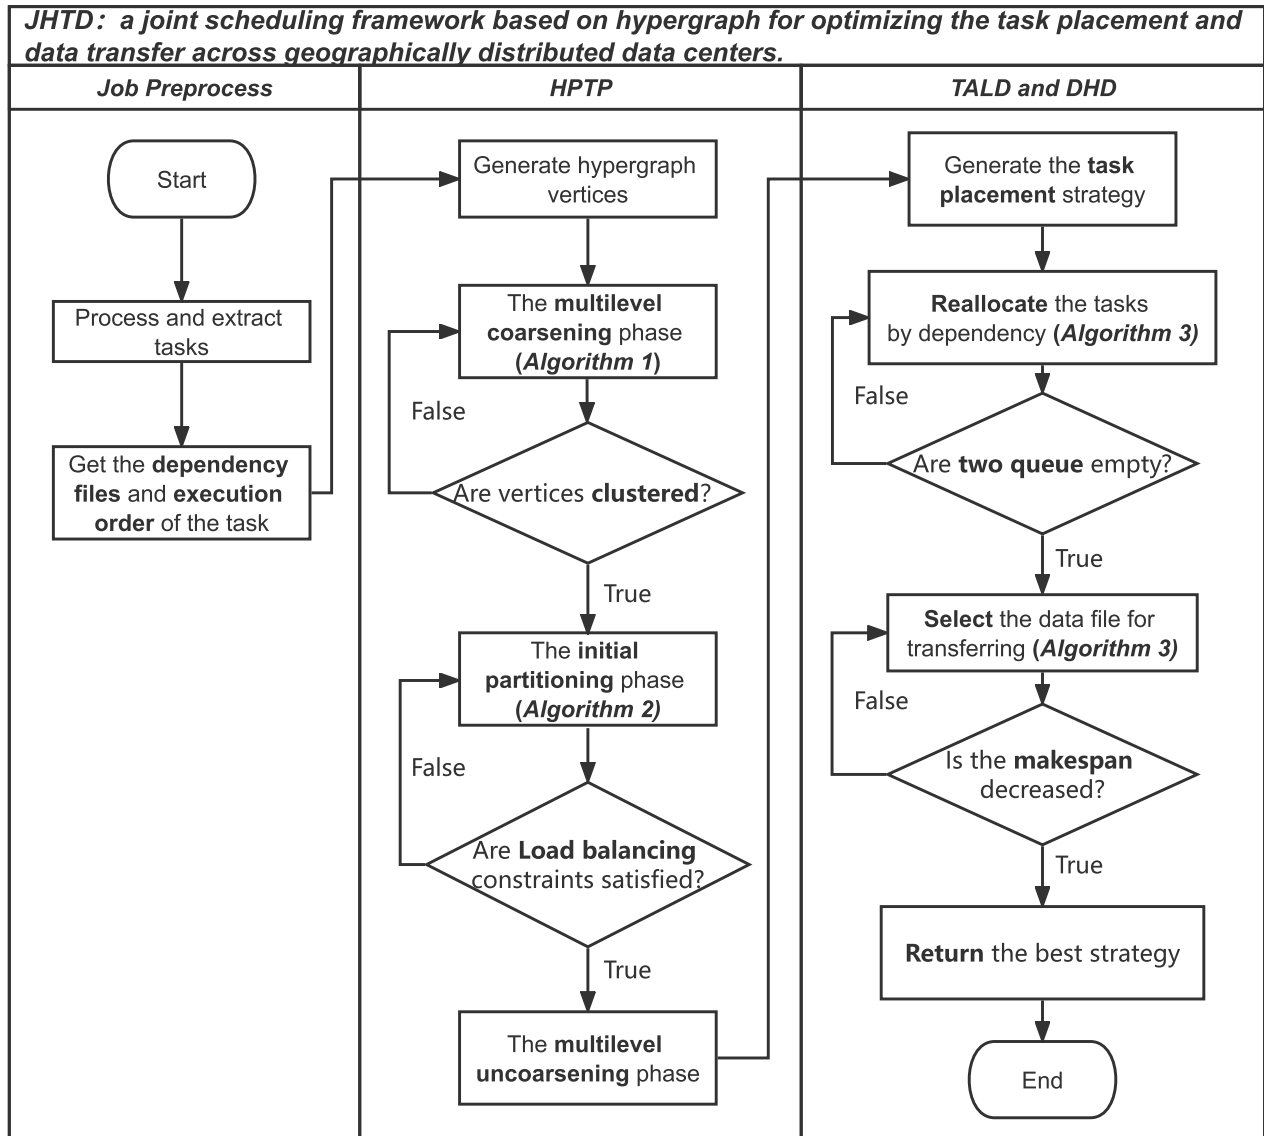 JHTD: a joint scheduling framework based on hypergraph for optimizing the task placement and
data transfer across geographically distributed data centers.
Job Preprocess
HPTP
TALD and DHD
Start
Process and extract
tasks
Get the dependency
files and execution
order of the task
Generate hypergraph
vertices
The multilevel
coarsening phase
(Algorithm 1)
False
Are vertices clustered?
True
The initial
partitioning phase
(Algorithm 2)
False
Are Load balancing
constraints satisfied?
True
The multilevel
uncoarsening phase
Generate the task
placement strategy
Reallocate the tasks
by dependency (Algorithm 3)
False
Are two queue empty?
True
Select the data file for
transferring (Algorithm 3)
False
Is the makespan
decreased?
True
Return the best strategy
End